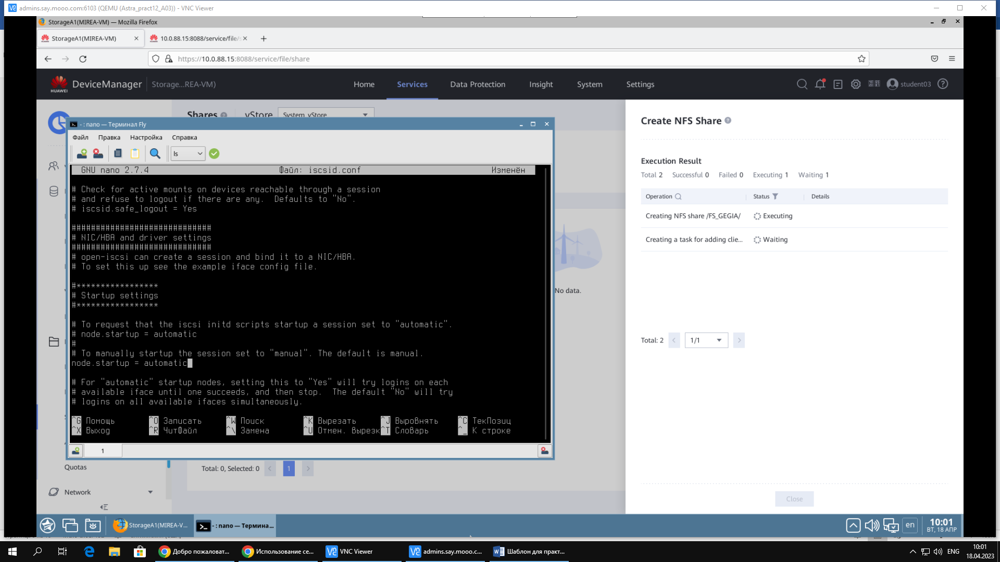 admins.say.mooo.com:6103 (QEMU (Astra_pract12_A03)) - VNC Viewer
StorageA1(MIREA-VM) — Mozilla Firefox
StorageA1(MIREA-VM)
10.0.88.15:8088/service/file/s
https://10.0.88.15:8088/service/file/share
HUAWEI
DeviceManager
Storage...REA-VM)
Home
Services
Data Protection
Insight
System
Settings
student03
Shares
vStore
System_vStore
- : nano — Терминал Fly
Файл
Правка
Настройка
Справка
ls
GNU nano 2.7.4
Файл: iscsid.conf
Изменён
# Check for active mounts on devices reachable through a session
# and refuse to logout if there are any.  Defaults to "No".
# iscsid.safe_logout = Yes
#############################
# NIC/HBA and driver settings
#############################
# open-iscsi can create a session and bind it to a NIC/HBA.
# To set this up see the example iface config file.
#*****************
# Startup settings
#*****************
# To request that the iscsi initd scripts startup a session set to "automatic".
# node.startup = automatic
#
# To manually startup the session set to "manual". The default is manual.
node.startup = automatic
# For "automatic" startup nodes, setting this to "Yes" will try logins on each
# available iface until one succeeds, and then stop.  The default "No" will try
# logins on all available ifaces simultaneously.
^G Помощь ^O Записать ^W Поиск ^K Вырезать ^J Выровнять ^C ТекПозиц
^X Выход ^R ЧитФайл ^\ Замена ^U Отмен. Вырезк ^T Словарь ^_ К строке
1
Quotas
Network
Total: 0, Selected: 0
1
No data.
Create NFS Share
Execution Result
Total 2 Successful 0 Failed 0 Executing 1 Waiting 1
Operation Status Details
Creating NFS share /FS_GEGIA/ Executing
Creating a task for adding clie... Waiting
Total: 2
1/1
Close
StorageA1(MIREA-V...
- : nano — Термина...
en
10:01
ВТ, 18 АПР
Добро пожаловат...
Использование се...
VNC Viewer
admins.say.mooo.c...
Шаблон для практ...
ENG
10:01
18.04.2023